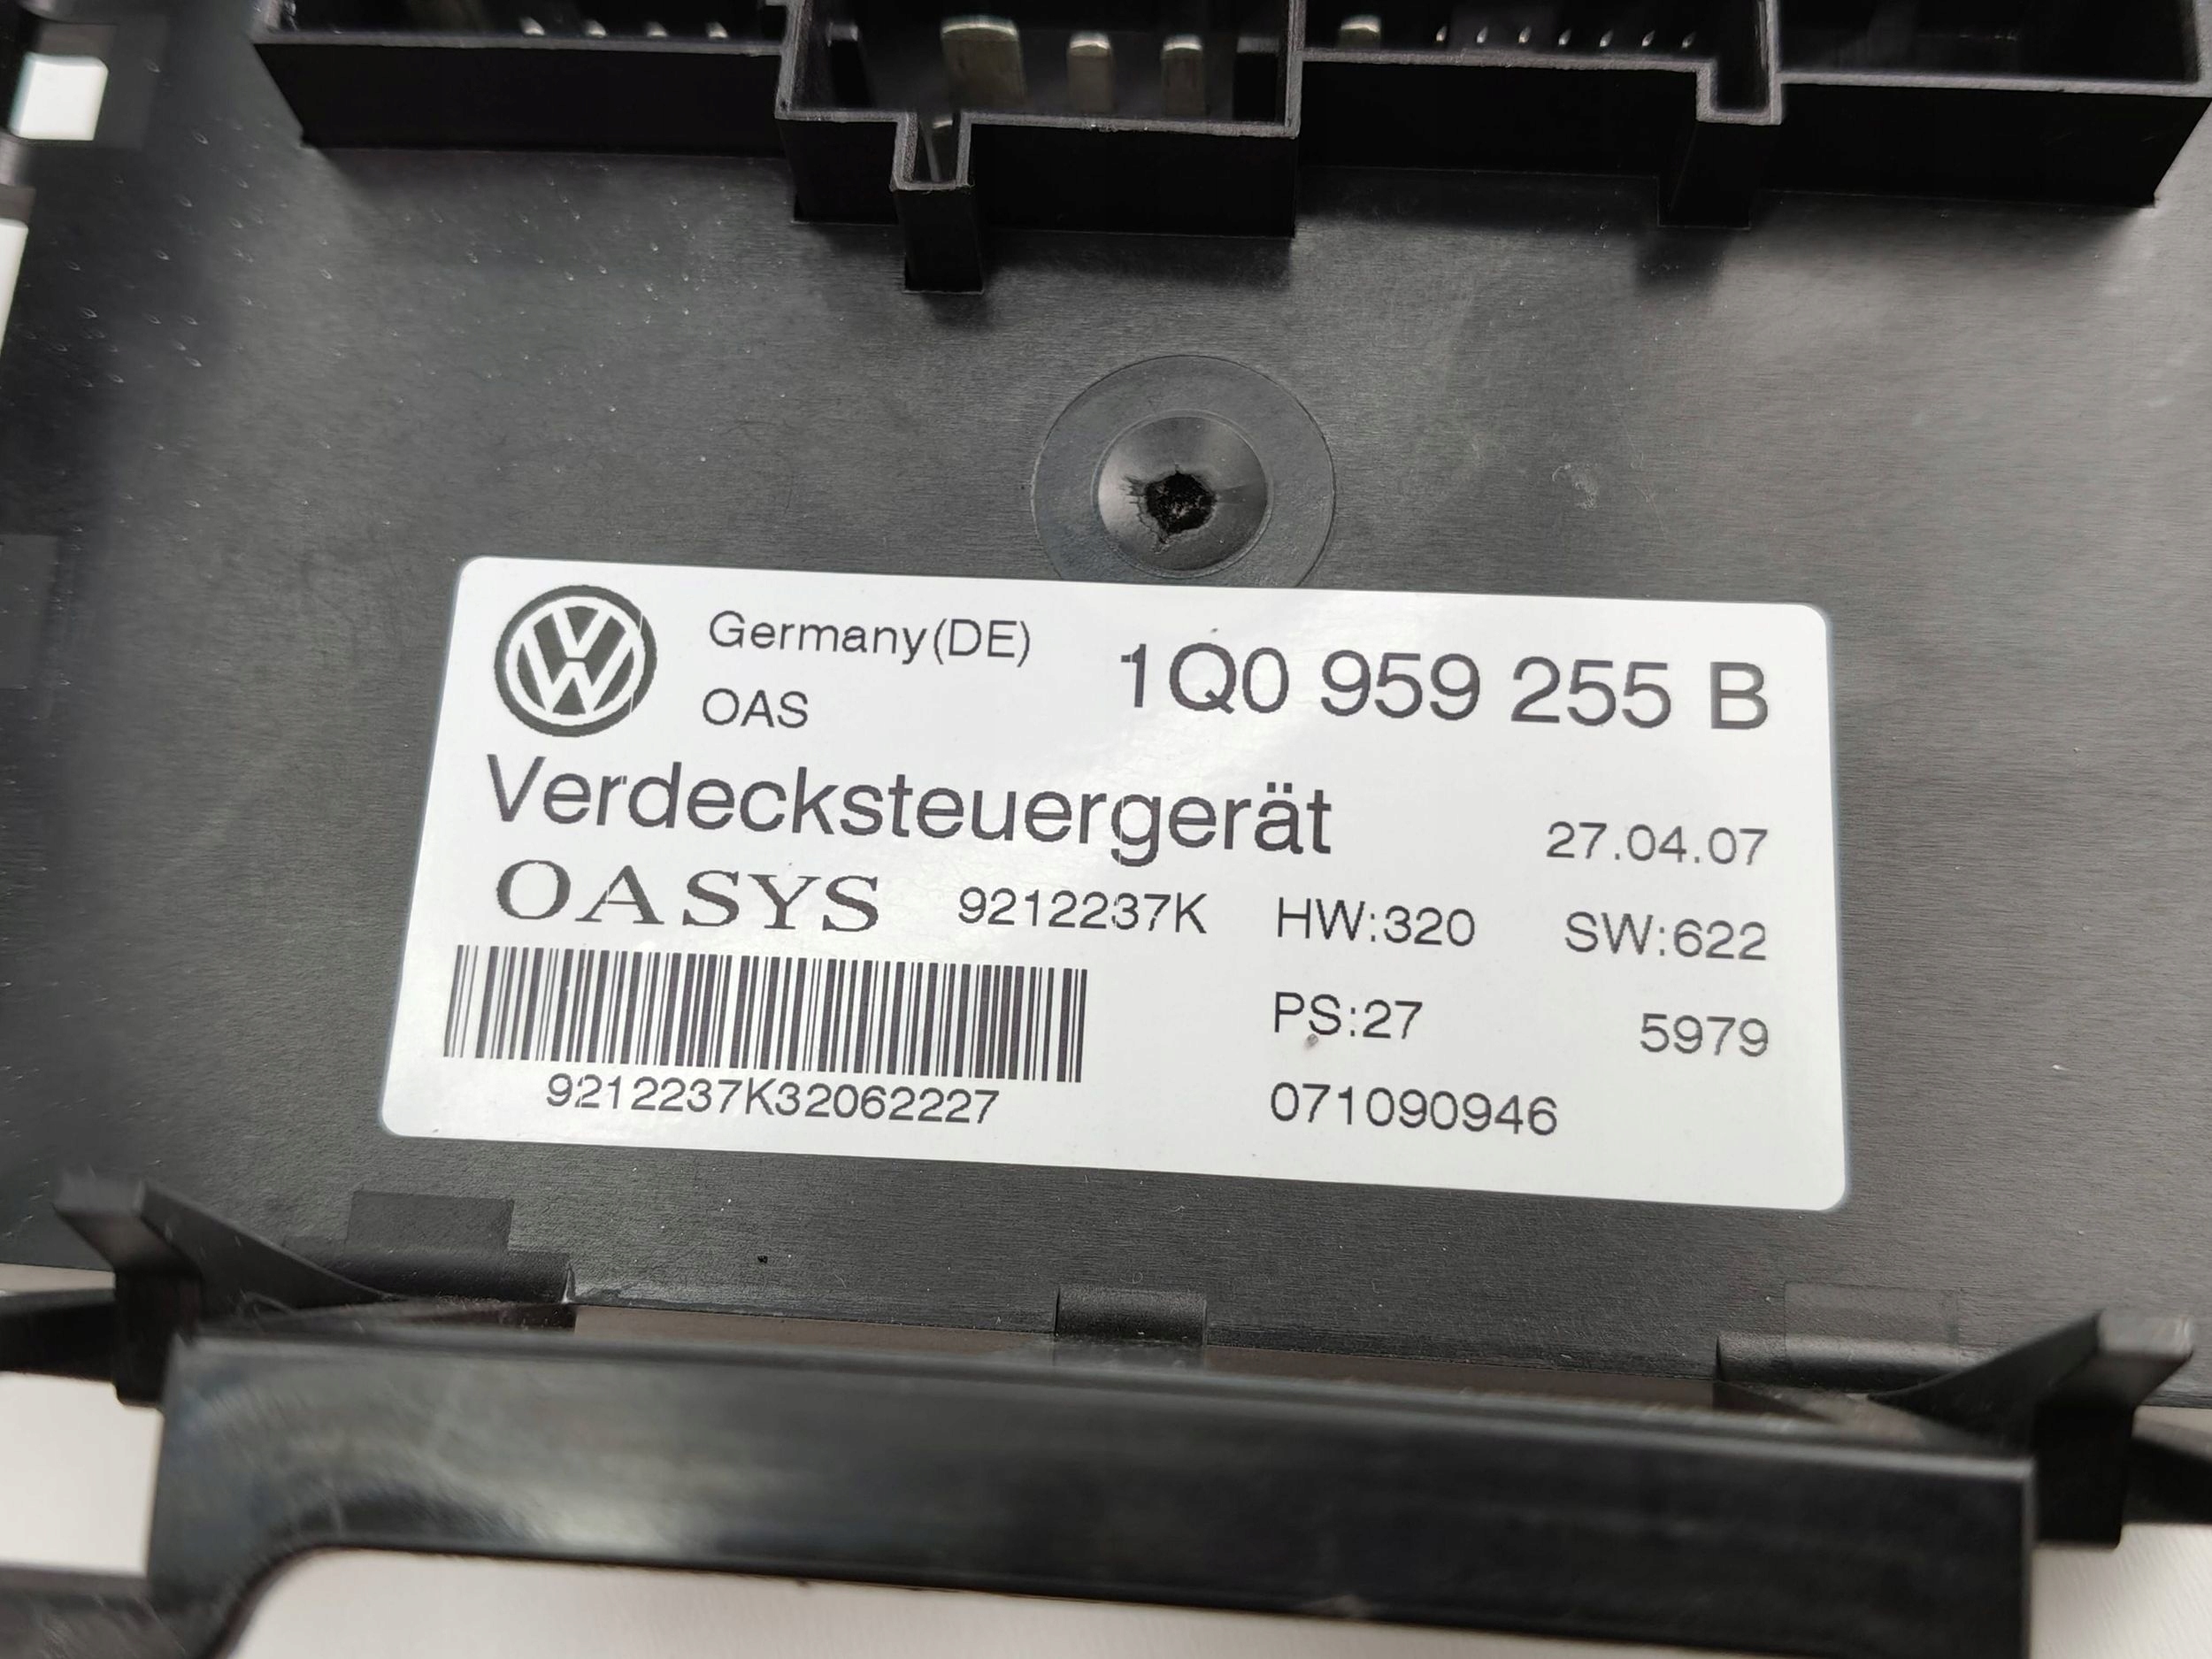 Germany(DE)
OAS
1Q0 959 255 B
Verdecksteuergerät
27.04.07
OASYS 9212237K HW:320 SW:622
PS:27 5979
9212237K32062227
071090946